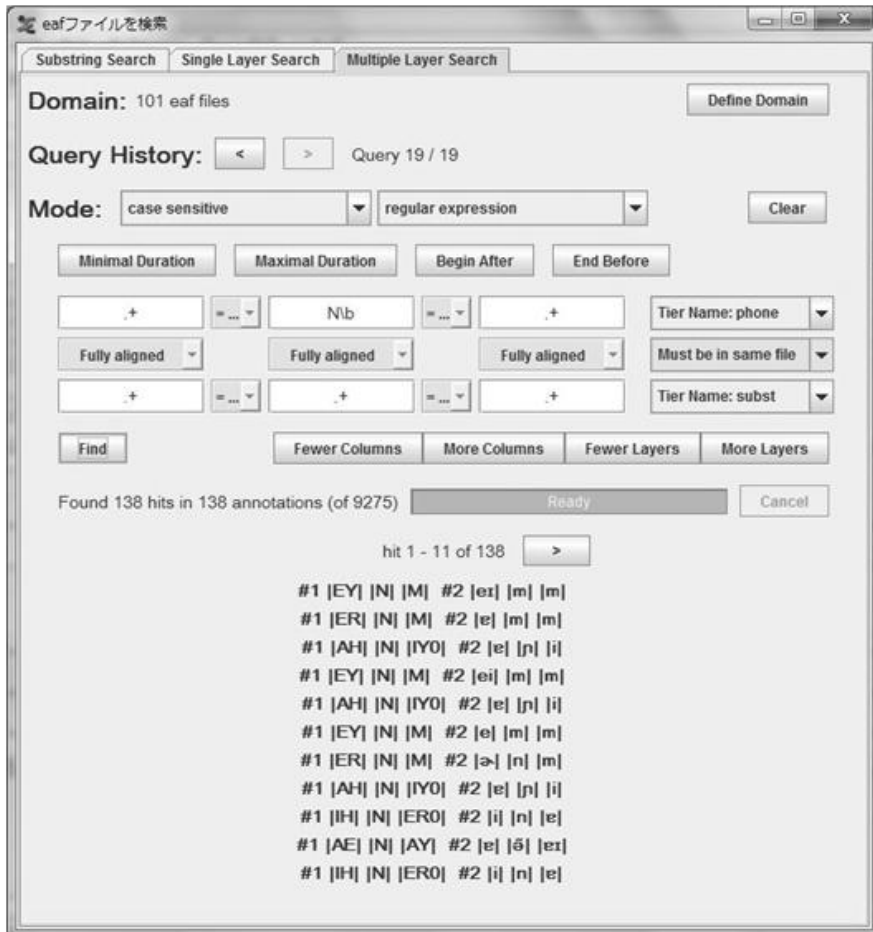 eafファイルを検索
Substring Search Single Layer Search Multiple Layer Search
Domain: 101 eaf files Define Domain
Query History: < > Query 19 / 19
Mode: case sensitive regular expression Clear
Minimal Duration Maximal Duration Begin After End Before
.+ = ... N\b = ... .+ Tier Name: phone
Fully aligned Fully aligned Fully aligned Must be in same file
.+ = ... .+ = ... .+ Tier Name: subst
Find Fewer Columns More Columns Fewer Layers More Layers
Found 138 hits in 138 annotations (of 9275) Ready Cancel
hit 1 - 11 of 138 >
#1 |EY| |N| |M| #2 |eɪ| |m| |m|
#1 |ER| |N| |M| #2 |ɐ| |m| |m|
#1 |AH| |N| |IY0| #2 |ɐ| |ɲ| |i|
#1 |EY| |N| |M| #2 |ei| |m| |m|
#1 |AH| |N| |IY0| #2 |ɐ| |ɲ| |i|
#1 |EY| |N| |M| #2 |e| |m| |m|
#1 |ER| |N| |M| #2 |ɚ| |n| |m|
#1 |AH| |N| |IY0| #2 |ɐ| |ɲ| |i|
#1 |IH| |N| |ER0| #2 |i| |n| |ɐ|
#1 |AE| |N| |AY| #2 |ɐ| |ɾ̃| |ɐɪ|
#1 |IH| |N| |ER0| #2 |i| |n| |ɐ|